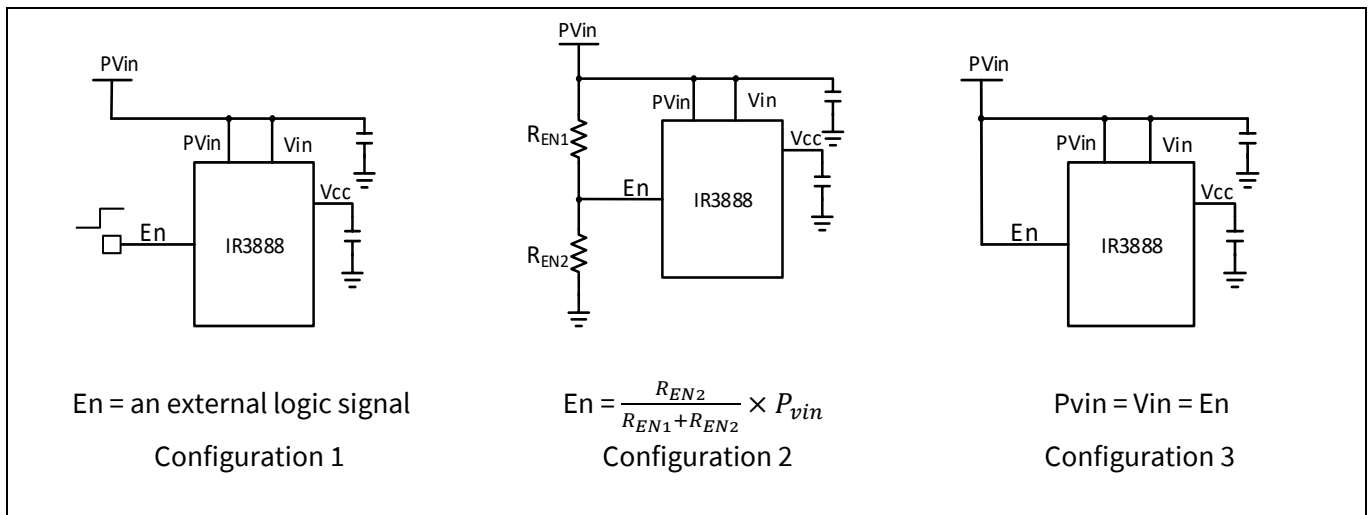 PVin
PVin
Vin
Vcc
En
IR3888
En = an external logic signal
Configuration 1
PVin
PVin
Vin
R_EN1
Vcc
En
IR3888
R_EN2
En = R_EN2 / (R_EN1+R_EN2) × P_vin
Configuration 2
PVin
PVin
Vin
Vcc
En
IR3888
Pvin = Vin = En
Configuration 3